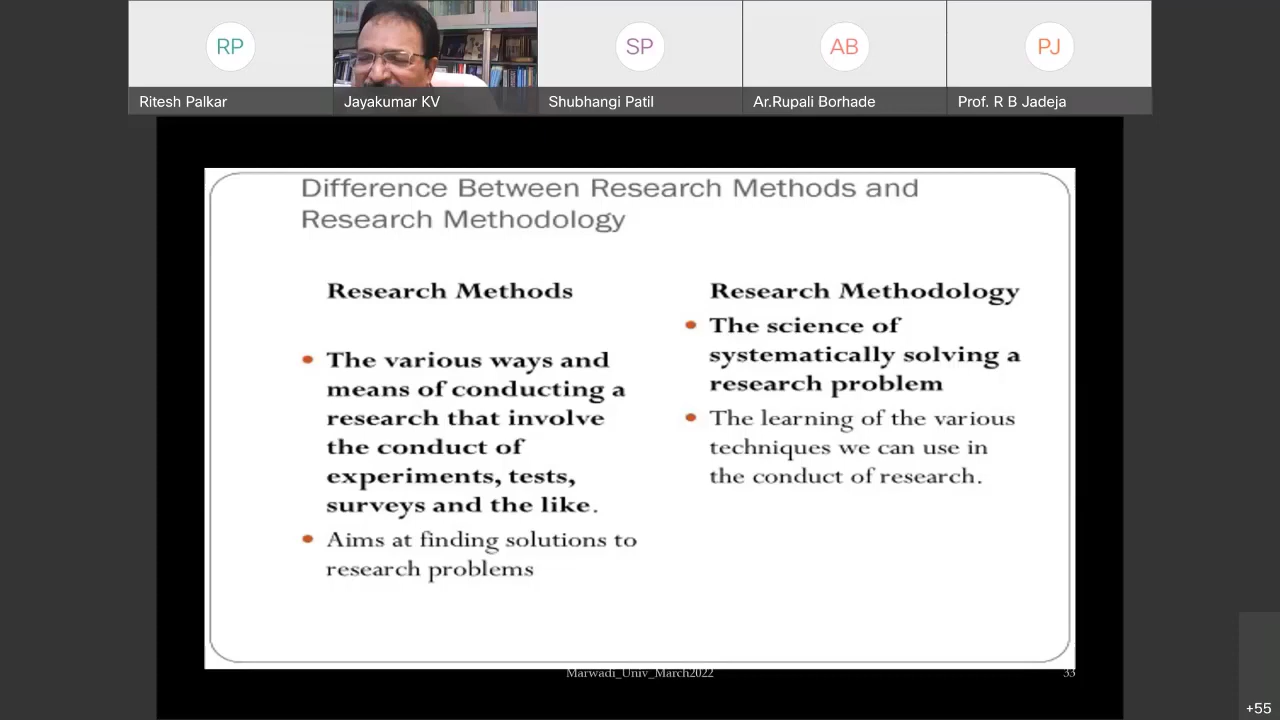 RP
SP
AB
PJ
Ritesh Palkar
Jayakumar KV
Shubhangi Patil
Ar.Rupali Borhade
Prof. R B Jadeja
Difference Between Research Methods and
Research Methodology
Research Methods
The various ways and
means of conducting a
research that involve
the conduct of
experiments, tests,
surveys and the like.
Aims at finding solutions to
research problems
Research Methodology
The science of
systematically solving a
research problem
The learning of the various
techniques we can use in
the conduct of research.
Marwadi_Univ_March2022
33
+55